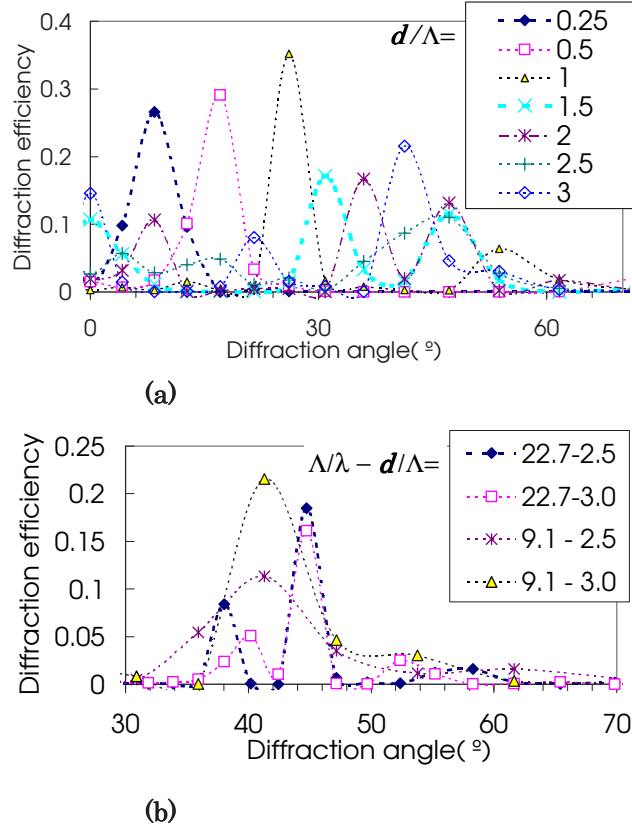 0.4
0.3
0.2
0.1
0
0 30 60
Diffraction efficiency
Diffraction angle( º)
d/Λ=
0.25
0.5
1
1.5
2
2.5
3
(a)
0.25
0.2
0.15
0.1
0.05
0
30 40 50 60 70
Diffraction efficiency
Diffraction angle( º)
Λ/λ – d/Λ=
22.7-2.5
22.7-3.0
9.1 - 2.5
9.1 - 3.0
(b)